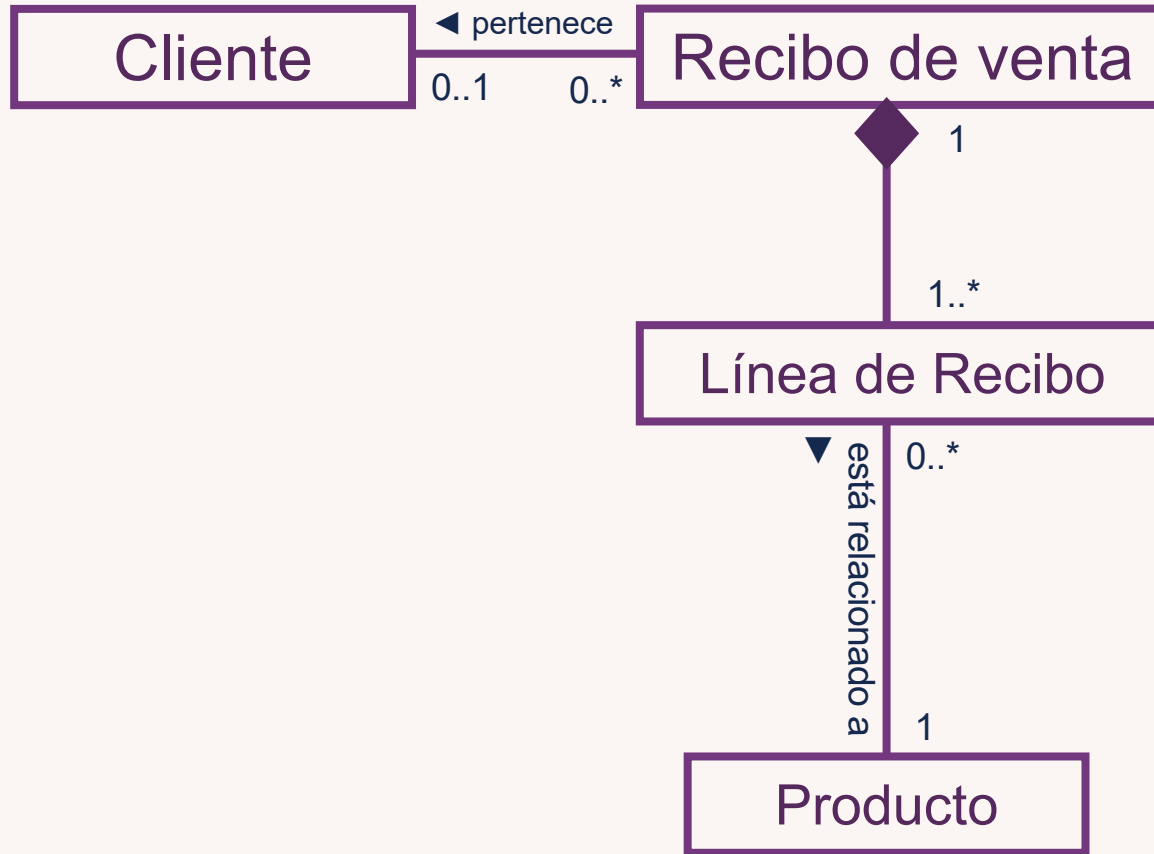 Cliente
◄ pertenece
Recibo de venta
0..1
0..*
1
1..*
Línea de Recibo
▼
está relacionado a
0..*
1
Producto